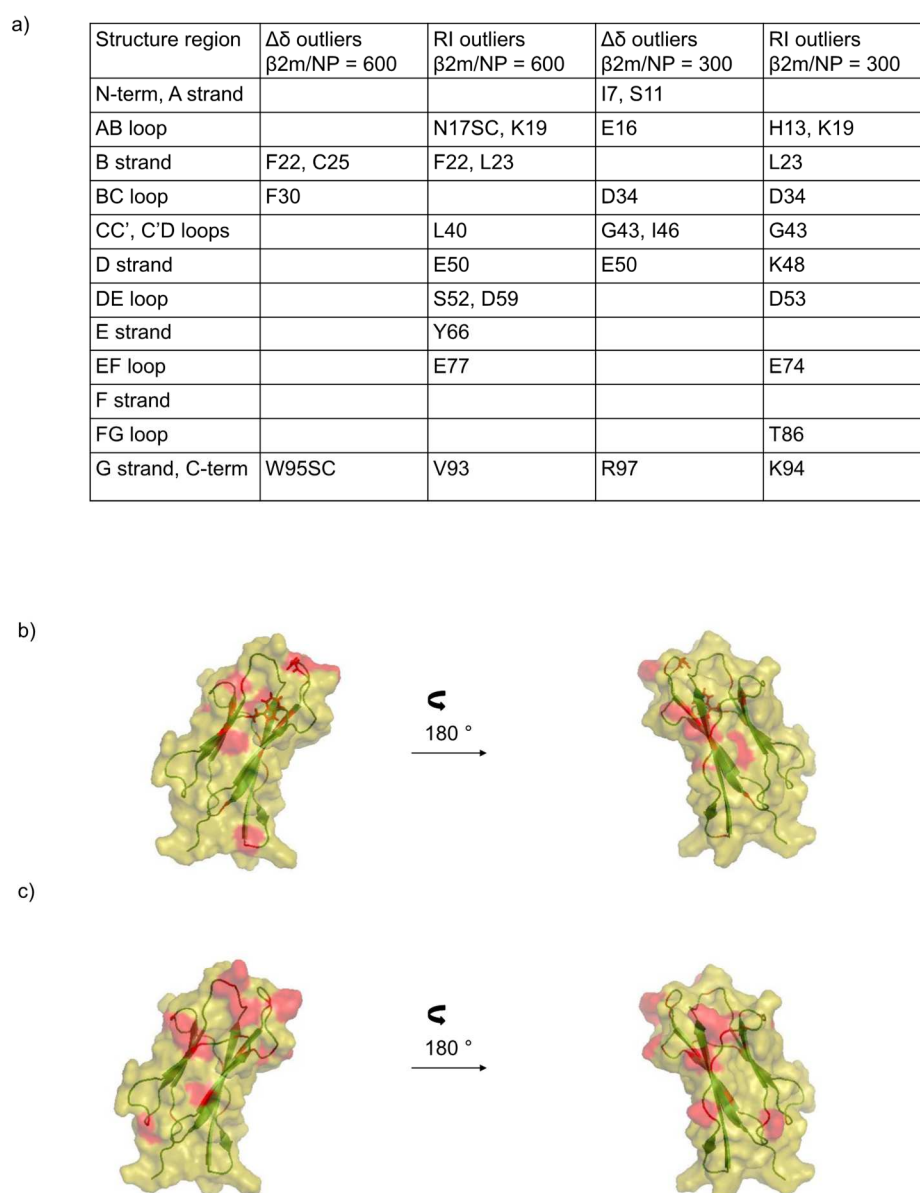 a)
Structure region Δδ outliers β2m/NP = 600 RI outliers β2m/NP = 600 Δδ outliers β2m/NP = 300 RI outliers β2m/NP = 300
N-term, A strand I7, S11
AB loop N17SC, K19 E16 H13, K19
B strand F22, C25 F22, L23 L23
BC loop F30 D34 D34
CC', C'D loops L40 G43, I46 G43
D strand E50 E50 K48
DE loop S52, D59 D53
E strand Y66
EF loop E77 E74
F strand
FG loop T86
G strand, C-term W95SC V93 R97 K94
b)
180 °
c)
180 °